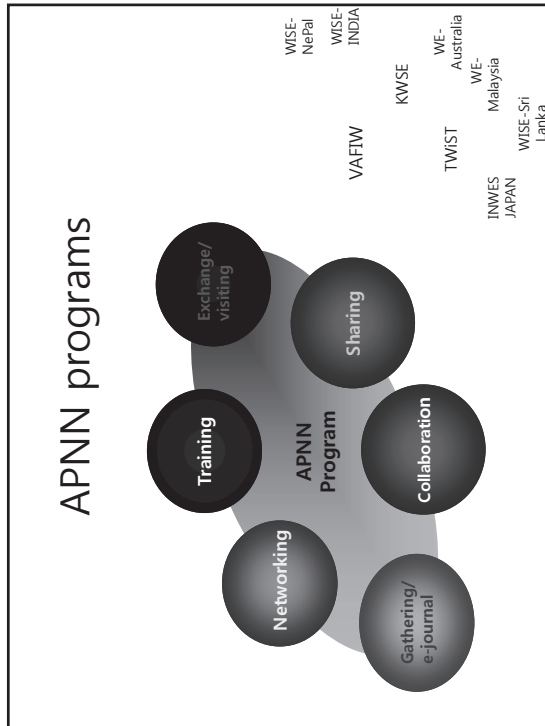 APNN programs
Training
Exchange/
visiting
Networking
APNN
Program
Sharing
Gathering/
e-journal
Collaboration
WISE-
NePal
WISE-
INDIA
VAFIW
KWSE
WE-
Australia
TWiST
WE-
Malaysia
INWES
JAPAN
WISE-Sri
Lanka